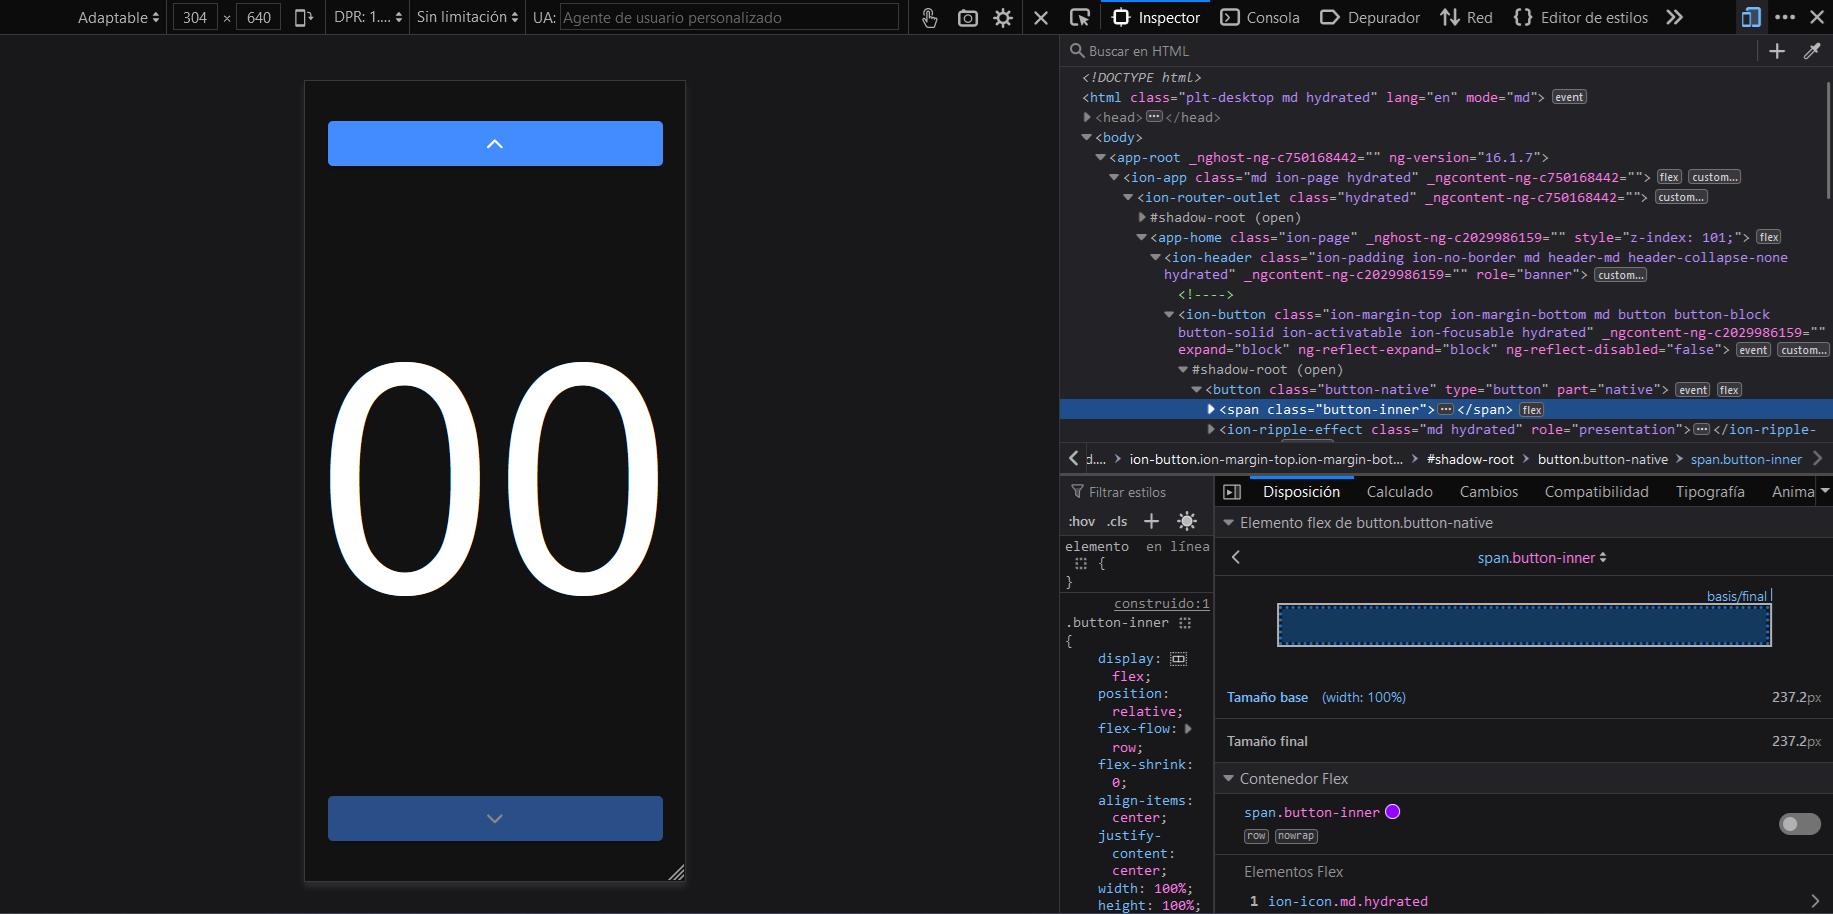 Adaptable 304 × 640 DPR: 1.... Sin limitación UA: Agente de usuario personalizado
Inspector Consola Depurador Red Editor de estilos
Buscar en HTML
<!DOCTYPE html>
<html class="plt-desktop md hydrated" lang="en" mode="md"> event
<head> ••• </head>
<body>
<app-root _nghost-ng-c750168442="" ng-version="16.1.7">
<ion-app class="md ion-page hydrated" _ngcontent-ng-c750168442=""> flex custom...
<ion-router-outlet class="hydrated" _ngcontent-ng-c750168442=""> custom...
#shadow-root (open)
<app-home class="ion-page" _nghost-ng-c2029986159="" style="z-index: 101;"> flex
<ion-header class="ion-padding ion-no-border md header-md header-collapse-none
hydrated" _ngcontent-ng-c2029986159="" role="banner"> custom...
<!---->
<ion-button class="ion-margin-top ion-margin-bottom md button button-block
button-solid ion-activatable ion-focusable hydrated" _ngcontent-ng-c2029986159=""
expand="block" ng-reflect-expand="block" ng-reflect-disabled="false"> event custom...
#shadow-root (open)
<button class="button-native" type="button" part="native"> event flex
<span class="button-inner"> ••• </span> flex
<ion-ripple-effect class="md hydrated" role="presentation"> ••• </ion-ripple-
d.... > ion-button.ion-margin-top.ion-margin-bot... > #shadow-root > button.button-native > span.button-inner
00
Filtrar estilos
:hov .cls
elemento en línea
{
}
construido:1
.button-inner
{
display:
flex;
position:
relative;
flex-flow:
row;
flex-shrink:
0;
align-items:
center;
justify-
content:
center;
width: 100%;
height: 100%;
Disposición Calculado Cambios Compatibilidad Tipografía Anima
Elemento flex de button.button-native
span.button-inner
basis/final
Tamaño base (width: 100%) 237.2px
Tamaño final 237.2px
Contenedor Flex
span.button-inner
row nowrap
Elementos Flex
1 ion-icon.md.hydrated